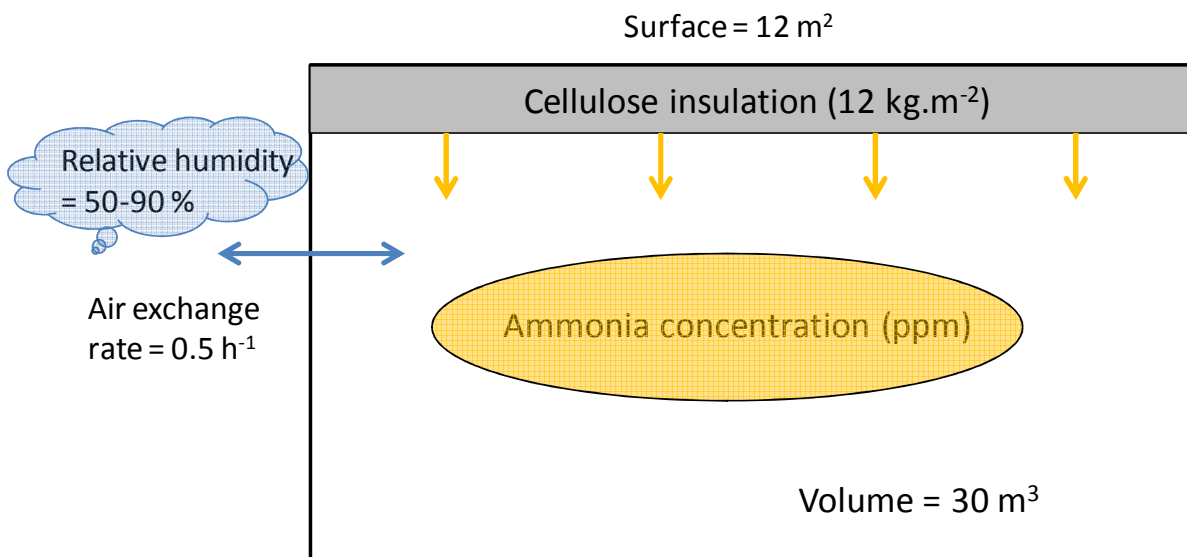 Surface = 12 m²
Cellulose insulation (12 kg.m⁻²)
Relative humidity
= 50-90 %
Air exchange
rate = 0.5 h⁻¹
Ammonia concentration (ppm)
Volume = 30 m³